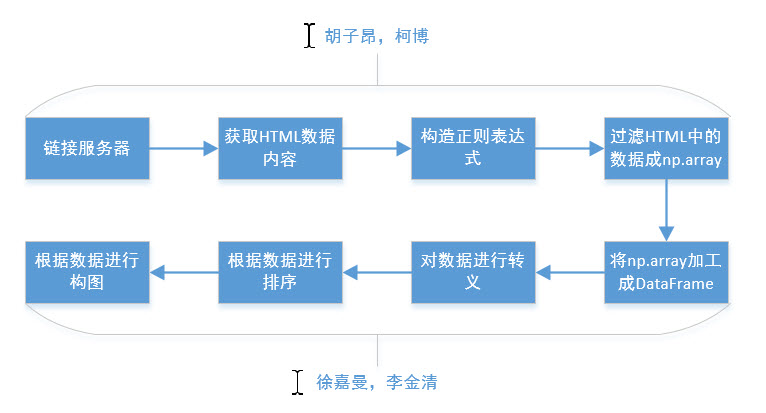 胡子昂，柯博
链接服务器
获取HTML数据
内容
构造正则表达
式
过滤HTML中的
数据成np.array
将np.array加工
成DataFrame
对数据进行转
义
根据数据进行
排序
根据数据进行
构图
徐嘉曼，李金清